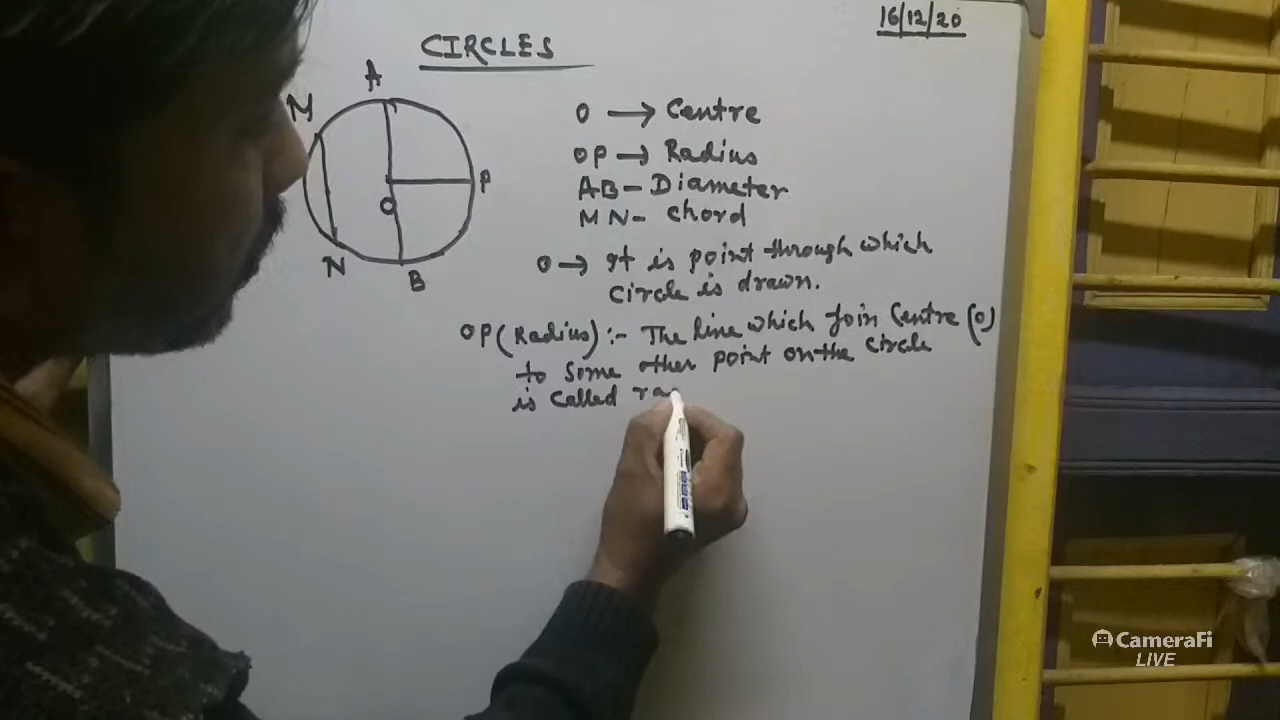 16/12/20
CIRCLES
A
M
P
O
N
B
O → Centre
OP → Radius
AB - Diameter
MN - Chord
O → It is point through which
Circle is drawn.
OP (Radius) :- The line which join Centre (O)
to some other point on the circle
is called ra
CameraFi
LIVE